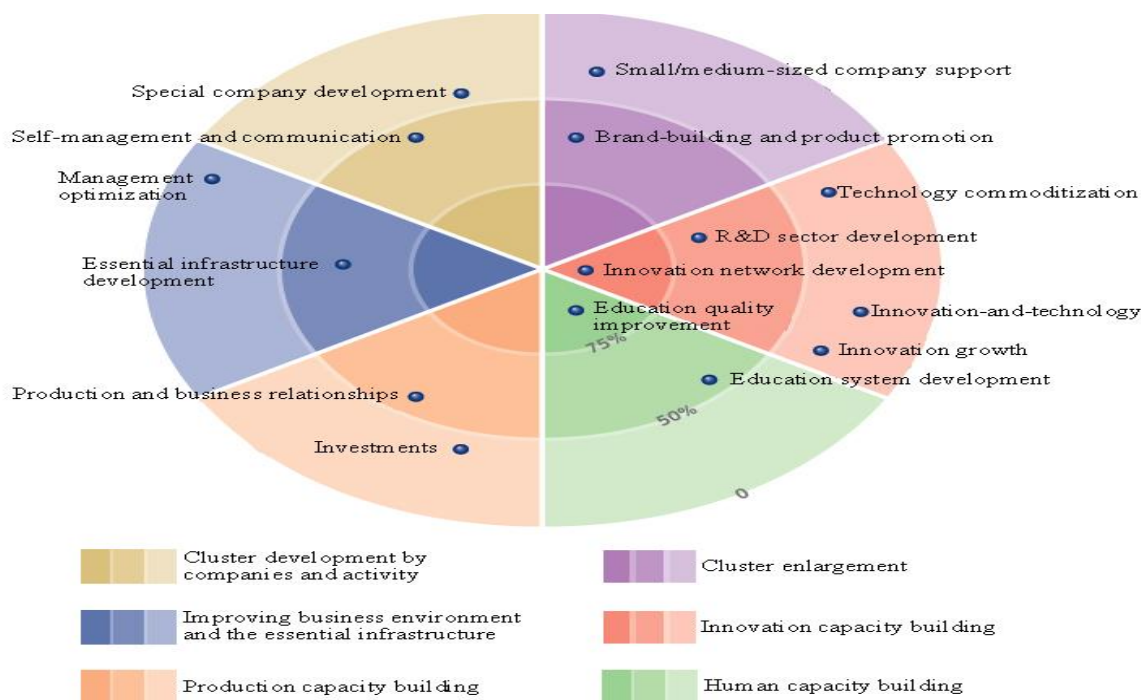 Small/medium-sized company support
Special company development
Self-management and communication
Brand-building and product promotion
Management
optimization
Technology commoditization
R&D sector development
Essential infrastructure
development
Innovation network development
Education quality
improvement
Innovation-and-technology
75%
Innovation growth
Education system development
Production and business relationships
50%
Investments
0
Cluster development by
companies and activity
Cluster enlargement
Improving business environment
and the essential infrastructure
Innovation capacity building
Production capacity building
Human capacity building